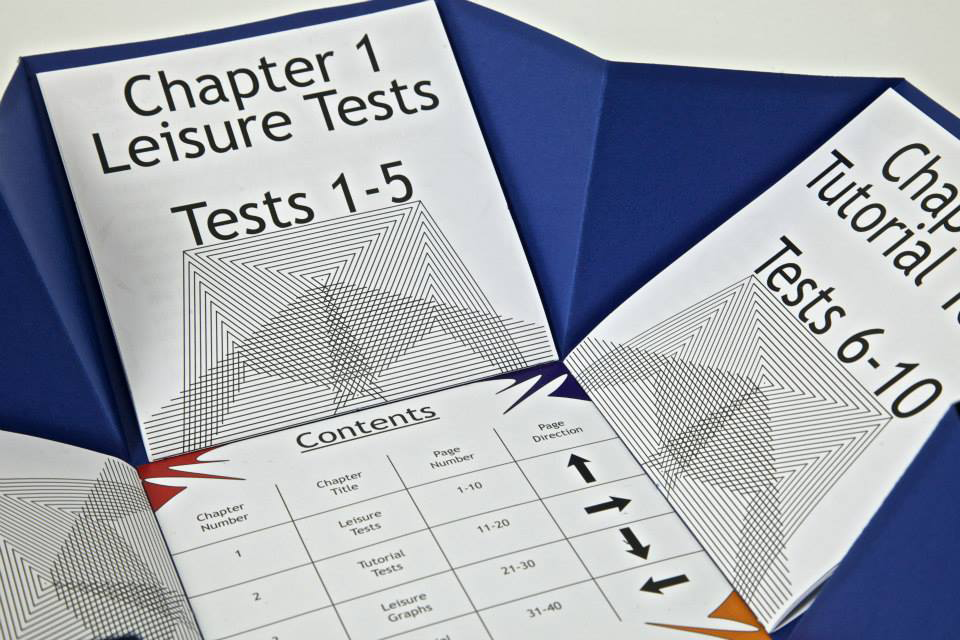 Chapter 1
Leisure Tests
Tests 1-5
Chap
Tutorial T
Tests 6-10
Contents
Chapter
Number
Chapter
Title
Page
Number
Page
Direction
1
Leisure
Tests
1-10
↑
2
Tutorial
Tests
11-20
→
Leisure
Graphs
21-30
↓
31-40
←